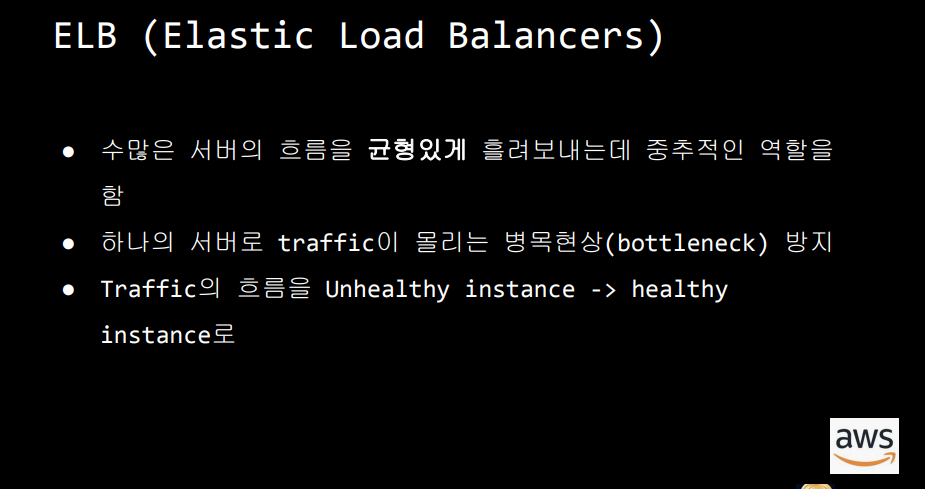 ELB (Elastic Load Balancers)
● 수많은 서버의 흐름을 균형있게 흘려보내는데 중추적인 역할을
함
● 하나의 서버로 traffic이 몰리는 병목현상(bottleneck) 방지
● Traffic의 흐름을 Unhealthy instance -> healthy
instance로
aws